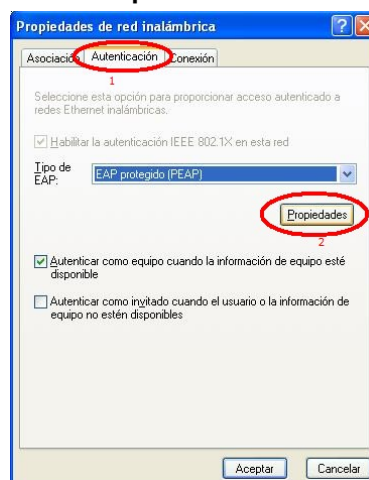 Propiedades de red inalámbrica
Asociación Autenticación Conexión
1
Seleccione esta opción para proporcionar acceso autenticado a
redes Ethernet inalámbricas.
Habilitar la autenticación IEEE 802.1X en esta red
Tipo de
EAP:
EAP protegido (PEAP)
Propiedades
2
Autenticar como equipo cuando la información de equipo esté
disponible
Autenticar como invitado cuando el usuario o la información de
equipo no estén disponibles
Aceptar Cancelar